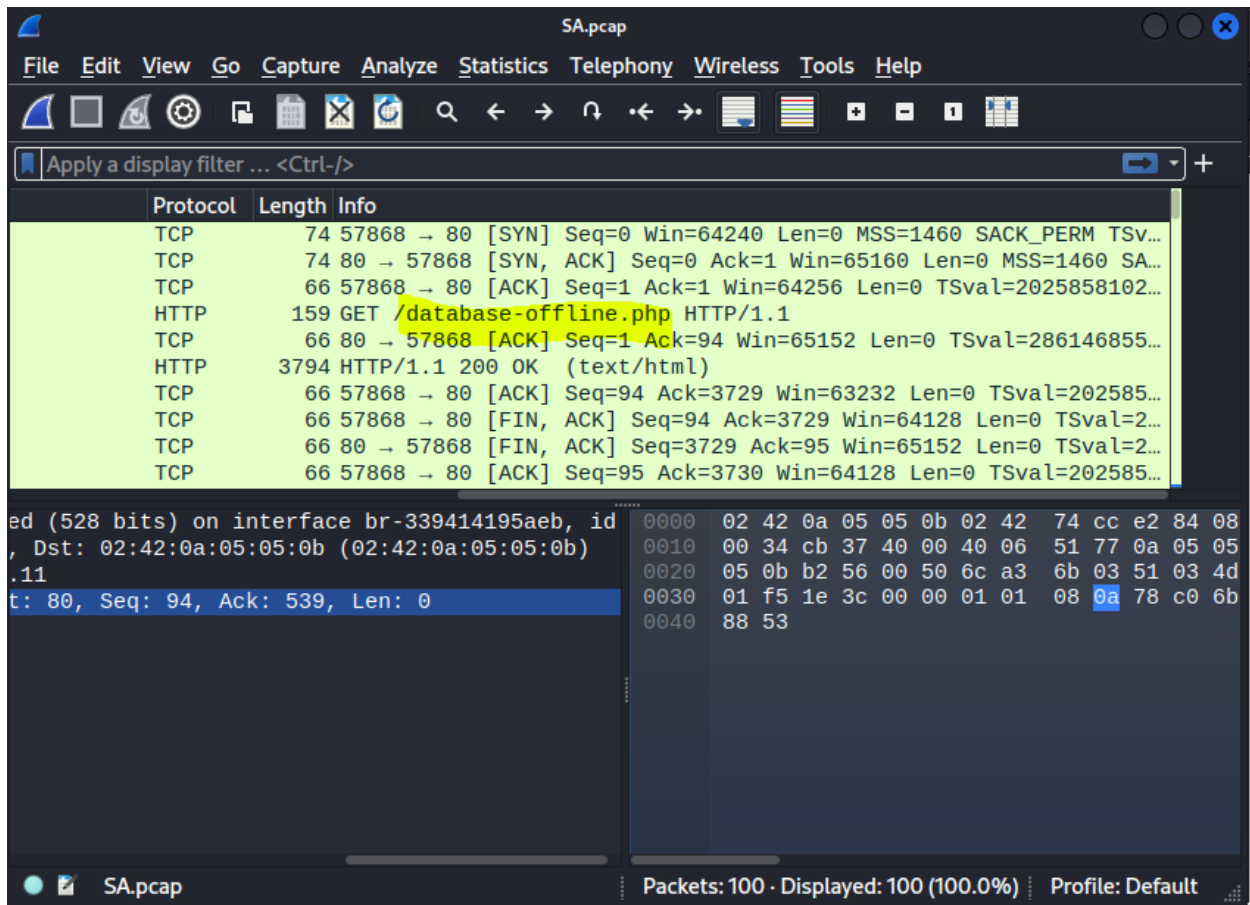 SA.pcap
File Edit View Go Capture Analyze Statistics Telephony Wireless Tools Help
Apply a display filter … <Ctrl-/>
Protocol Length Info
TCP 74 57868 → 80 [SYN] Seq=0 Win=64240 Len=0 MSS=1460 SACK_PERM TSv…
TCP 74 80 → 57868 [SYN, ACK] Seq=0 Ack=1 Win=65160 Len=0 MSS=1460 SA…
TCP 66 57868 → 80 [ACK] Seq=1 Ack=1 Win=64256 Len=0 TSval=2025858102…
HTTP 159 GET /database-offline.php HTTP/1.1
TCP 66 80 → 57868 [ACK] Seq=1 Ack=94 Win=65152 Len=0 TSval=286146855…
HTTP 3794 HTTP/1.1 200 OK (text/html)
TCP 66 57868 → 80 [ACK] Seq=94 Ack=3729 Win=63232 Len=0 TSval=202585…
TCP 66 57868 → 80 [FIN, ACK] Seq=94 Ack=3729 Win=64128 Len=0 TSval=2…
TCP 66 80 → 57868 [FIN, ACK] Seq=3729 Ack=95 Win=65152 Len=0 TSval=2…
TCP 66 57868 → 80 [ACK] Seq=95 Ack=3730 Win=64128 Len=0 TSval=202585…
ed (528 bits) on interface br-339414195aeb, id
, Dst: 02:42:0a:05:05:0b (02:42:0a:05:05:0b)
.11
t: 80, Seq: 94, Ack: 539, Len: 0
0000 02 42 0a 05 05 0b 02 42 74 cc e2 84 08
0010 00 34 cb 37 40 00 40 06 51 77 0a 05 05
0020 05 0b b2 56 00 50 6c a3 6b 03 51 03 4d
0030 01 f5 1e 3c 00 00 01 01 08 0a 78 c0 6b
0040 88 53
SA.pcap
Packets: 100 · Displayed: 100 (100.0%)
Profile: Default